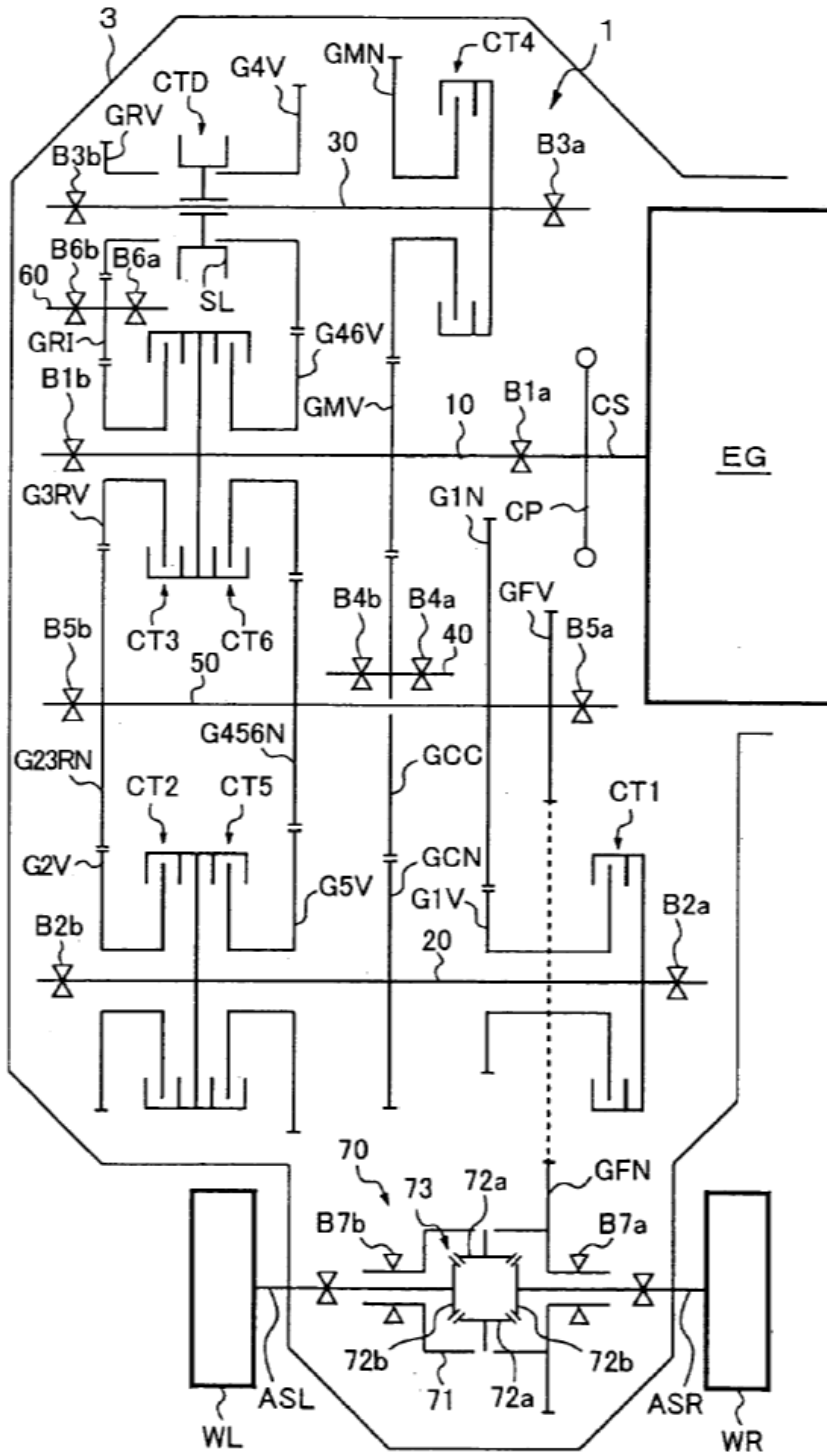 3
CTD
G4V
GMN
CT4
1
GRV
B3b
30
B3a
B6b
B6a
60
SL
GRI
G46V
B1b
GMV
10
B1a
CS
EG
G3RV
G1N
CP
CT3
CT6
B4b
B4a
GFV
B5b
50
40
B5a
G456N
G23RN
CT2
CT5
GCC
CT1
G2V
GCN
G5V
G1V
B2b
20
B2a
70
73
72a
GFN
B7b
B7a
72b
71
72a
72b
ASL
ASR
WL
WR